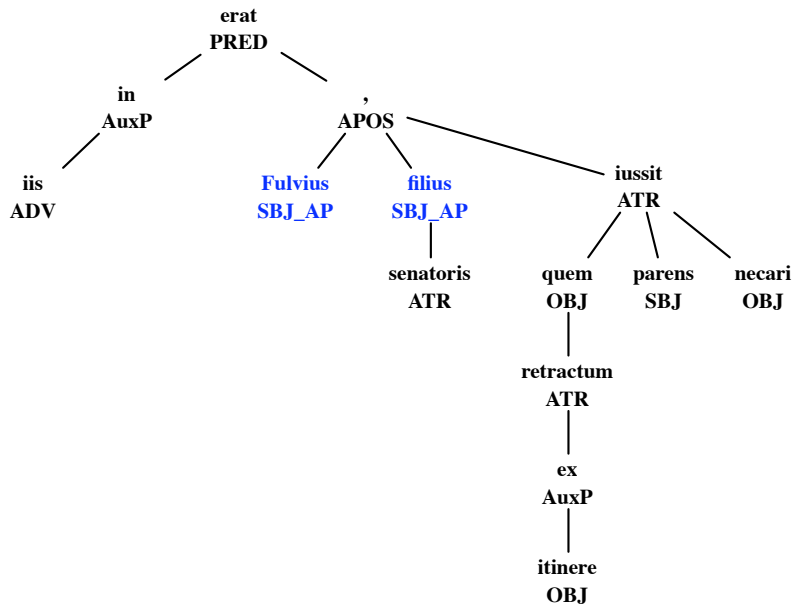 erat
PRED
in
AuxP
,
APOS
iis
ADV
Fulvius
SBJ_AP
filius
SBJ_AP
iussit
ATR
senatoris
ATR
quem
OBJ
parens
SBJ
necari
OBJ
retractum
ATR
ex
AuxP
itinere
OBJ